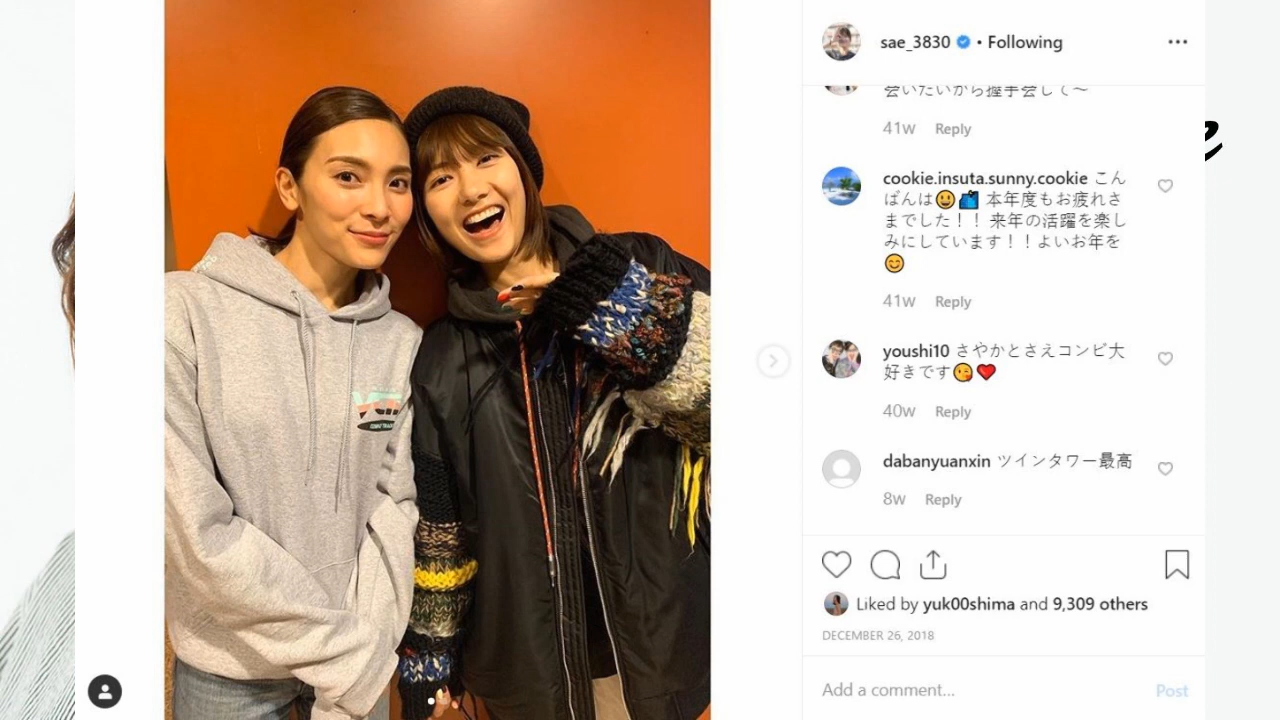 sae_3830 • Following
会いたいから握手会して〜
41w Reply
cookie.insuta.sunny.cookie こん
ばんは😃🛍️ 本年度もお疲れさ
までした！！ 来年の活躍を楽し
みにしています！！よいお年を
😊
41w Reply
youshi10 さやかとさえコンビ大
好きです😘❤️
40w Reply
dabanyuanxin ツインタワー最高
8w Reply
Liked by yuk00shima and 9,309 others
DECEMBER 26, 2018
Add a comment... Post